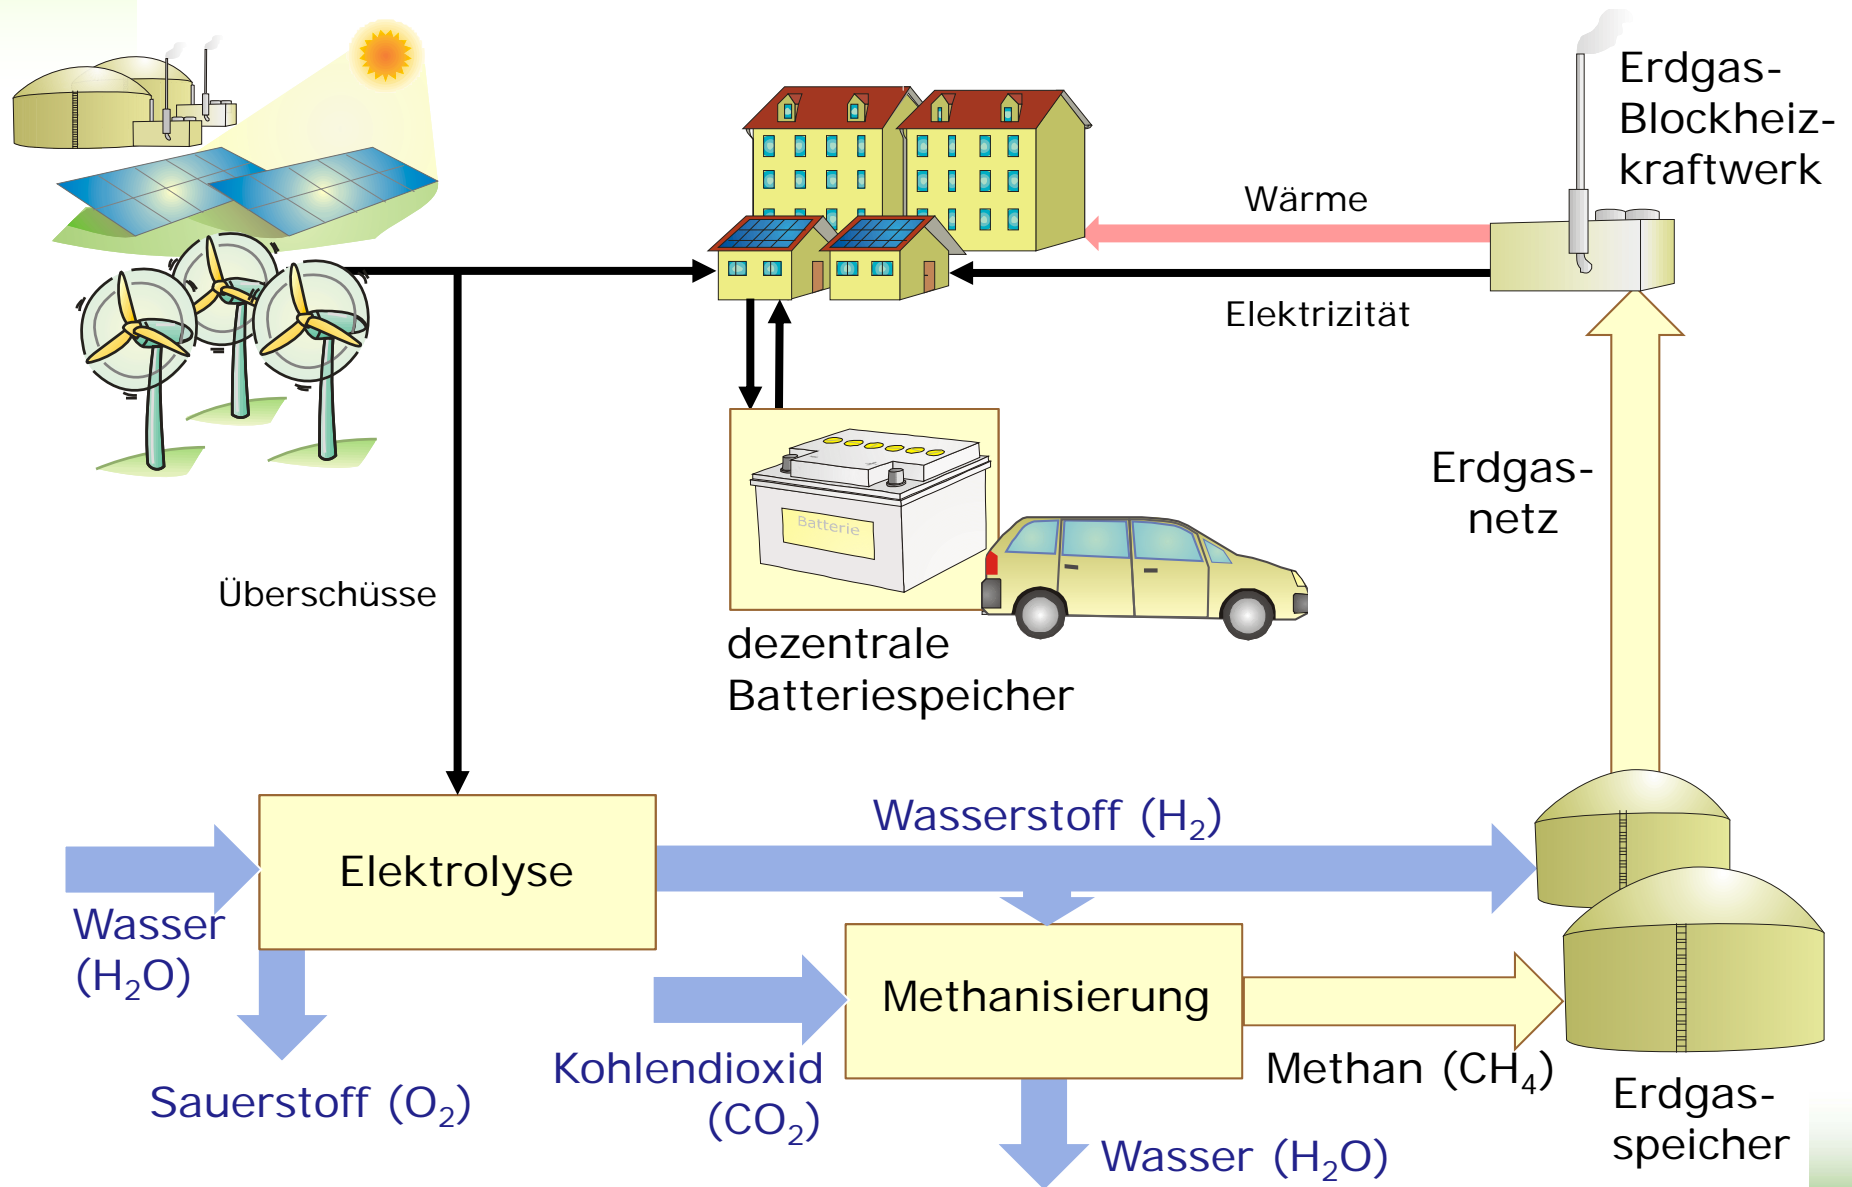 Erdgas-
Blockheiz-
kraftwerk
Wärme
Elektrizität
Erdgas-
netz
Batterie
Überschüsse
dezentrale
Batteriespeicher
Wasserstoff (H₂)
Elektrolyse
Wasser
(H₂O)
Methanisierung
Sauerstoff (O₂)
Kohlendioxid
(CO₂)
Methan (CH₄)
Erdgas-
speicher
Wasser (H₂O)